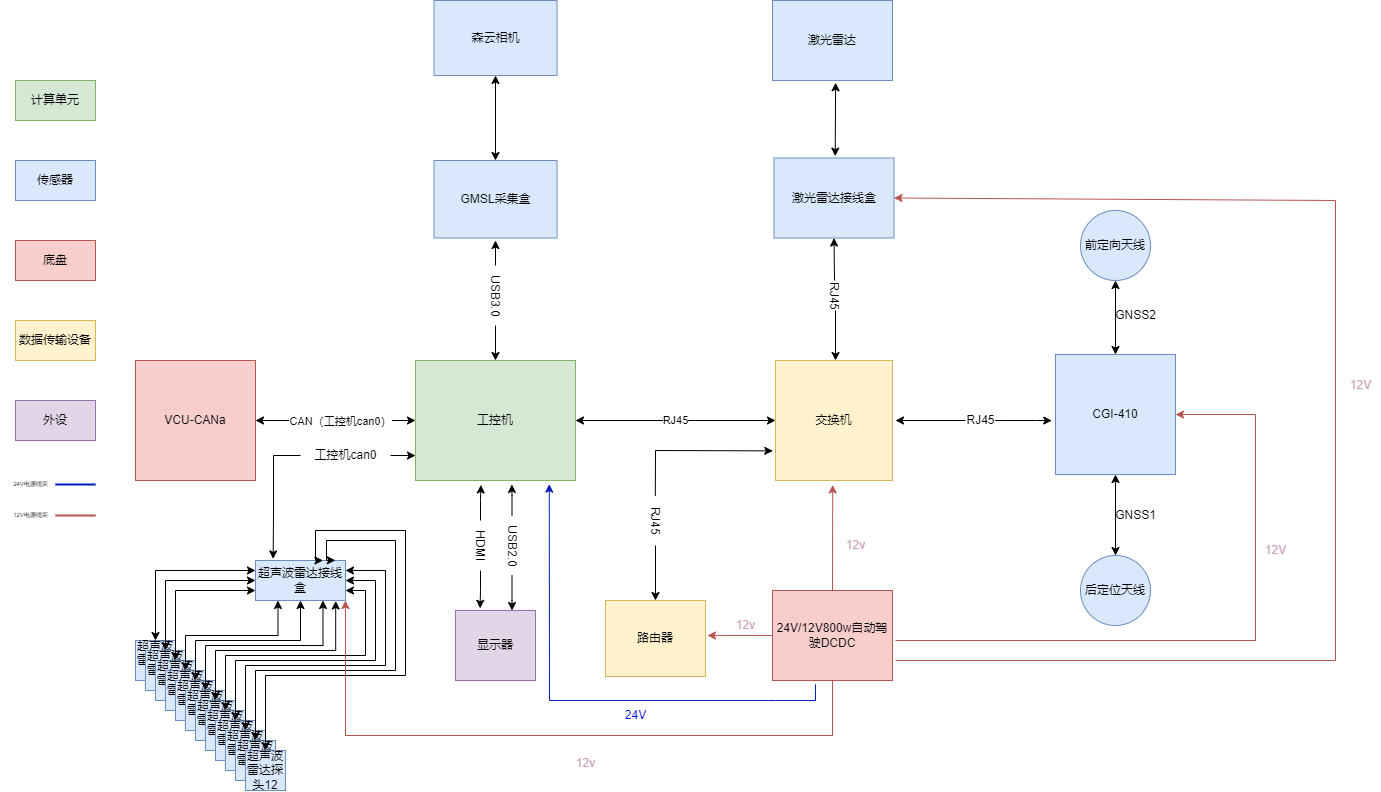 森云相机
激光雷达
计算单元
传感器
GMSL采集盒
激光雷达接线盒
底盘
前定向天线
USB3.0
RJ45
GNSS2
数据传输设备
12V
VCU-CANa
CAN（工控机can0）
工控机
RJ45
交换机
RJ45
CGI-410
外设
工控机can0
24V电源线束
12V电源线束
HDMI
USB2.0
RJ45
GNSS1
12v
12V
超声波雷达接线
盒
后定位天线
12v
路由器
24V/12V800w自动驾
驶DCDC
显示器
24V
超声波
雷达探
头12
12v